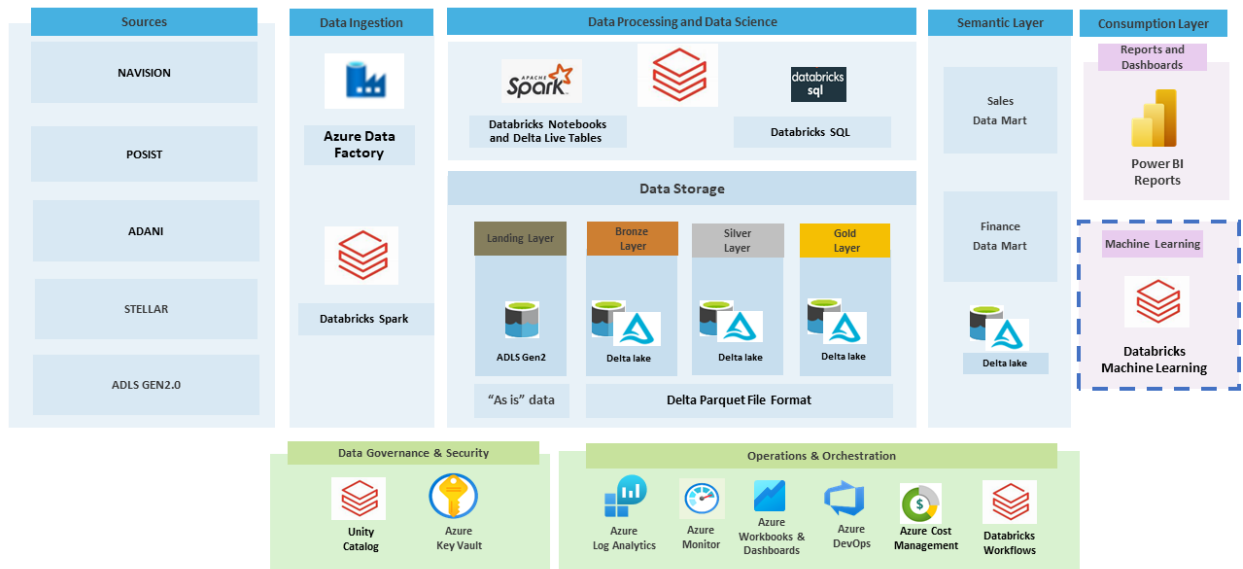 Sources
NAVISION
POSIST
ADANI
STELLAR
ADLS GEN2.0
Data Ingestion
Azure Data
Factory
Databricks Spark
Data Processing and Data Science
APACHE
Spark
Databricks Notebooks
and Delta Live Tables
databricks
sql
Databricks SQL
Data Storage
Landing Layer
ADLS Gen2
Bronze
Layer
Delta lake
Silver
Layer
Delta lake
Gold
Layer
Delta lake
“As is” data
Delta Parquet File Format
Semantic Layer
Sales
Data Mart
Finance
Data Mart
Delta lake
Consumption Layer
Reports and
Dashboards
Power BI
Reports
Machine Learning
Databricks
Machine Learning
Data Governance & Security
Unity
Catalog
Azure
Key Vault
Operations & Orchestration
Azure
Log Analytics
Azure
Monitor
Azure
Workbooks &
Dashboards
Azure
DevOps
$
Azure Cost
Management
Databricks
Workflows